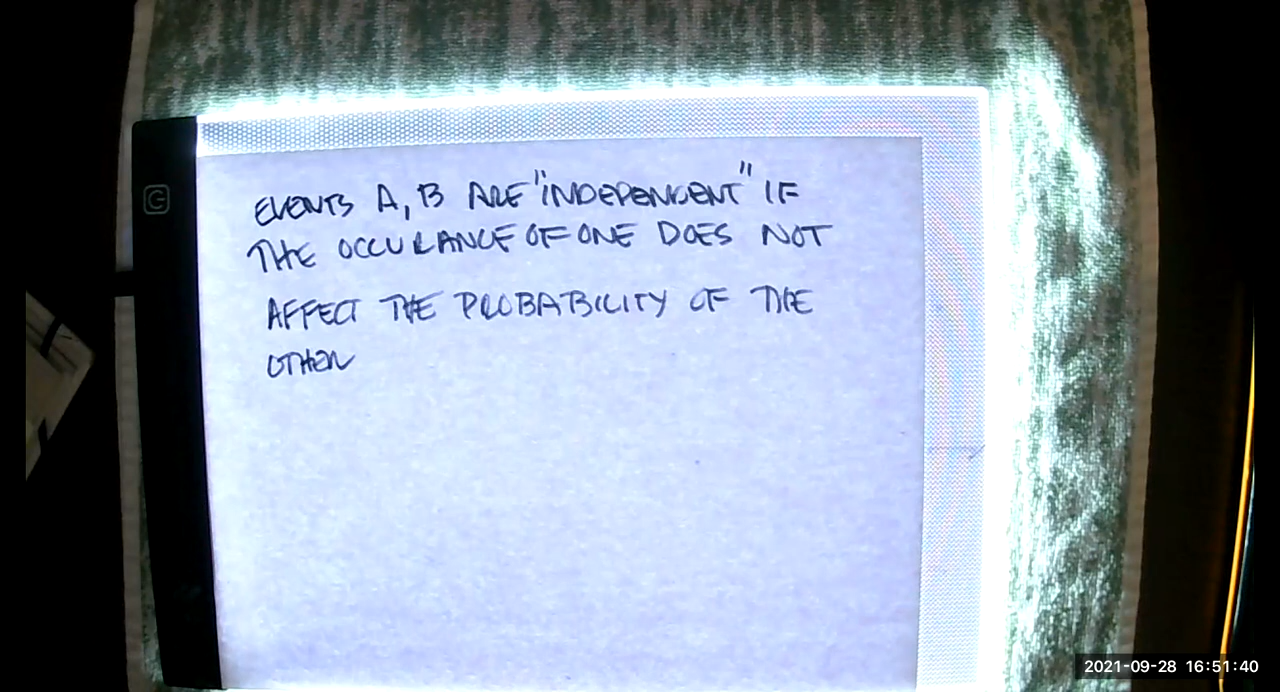 EVENTS A, B ARE "INDEPENDENT" IF
THE OCCURANCE OF ONE DOES NOT
AFFECT THE PROBABILITY OF THE
OTHER
2021-09-28 16:51:40